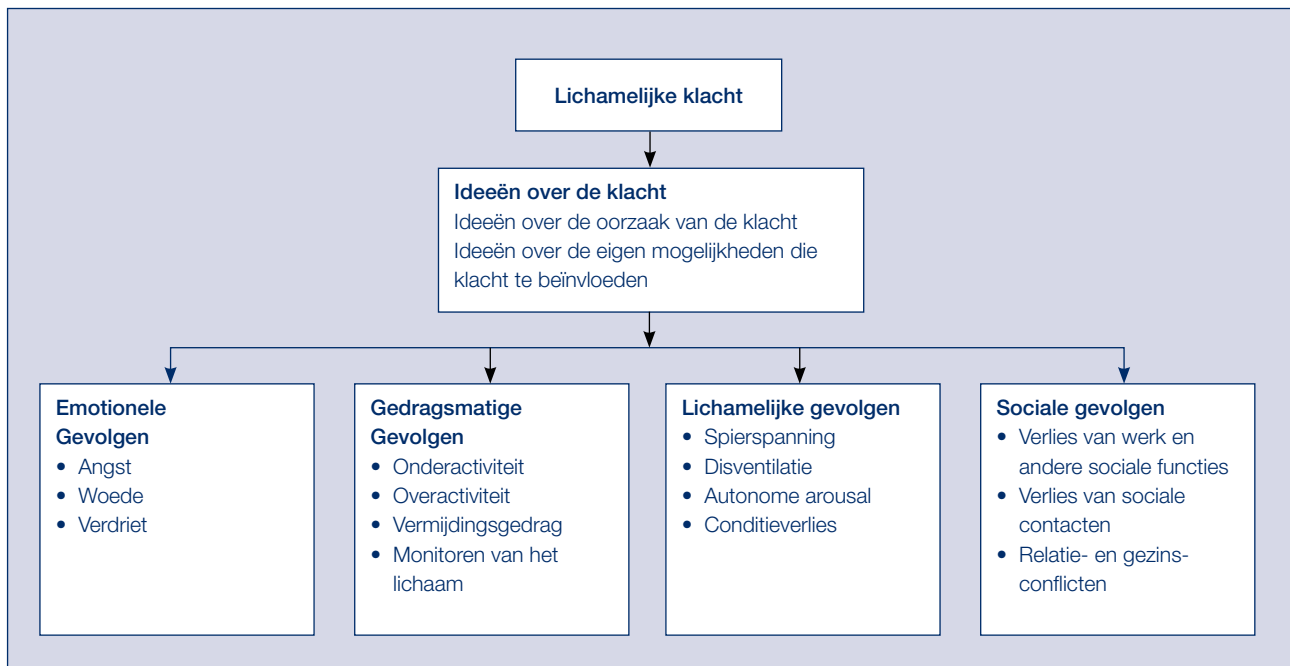 Lichamelijke klacht
Ideeën over de klacht
Ideeën over de oorzaak van de klacht
Ideeën over de eigen mogelijkheden die
klacht te beïnvloeden
Emotionele
Gevolgen
• Angst
• Woede
• Verdriet
Gedragsmatige
Gevolgen
• Onderactiviteit
• Overactiviteit
• Vermijdingsgedrag
• Monitoren van het
lichaam
Lichamelijke gevolgen
• Spierspanning
• Disventilatie
• Autonome arousal
• Conditieverlies
Sociale gevolgen
• Verlies van werk en
andere sociale functies
• Verlies van sociale
contacten
• Relatie- en gezins-
conflicten